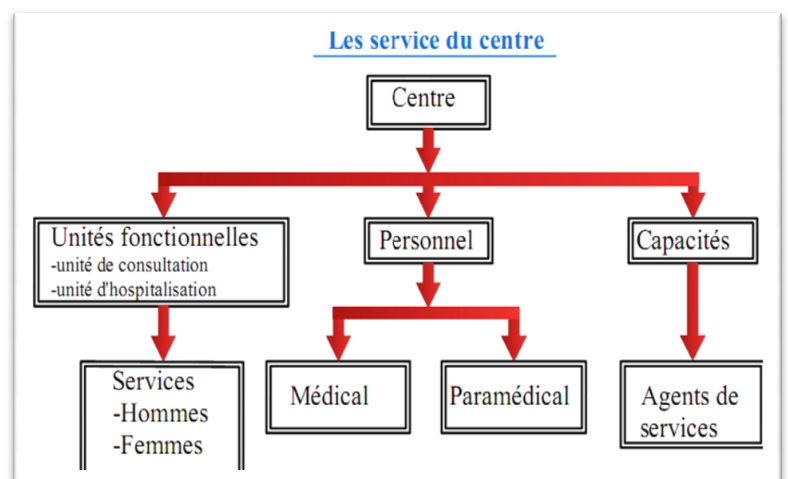 Les service du centre
Centre
Unités fonctionnelles
-unité de consultation
-unité d'hospitalisation
Personnel
Capacités
Services
-Hommes
-Femmes
Médical
Paramédical
Agents de
services